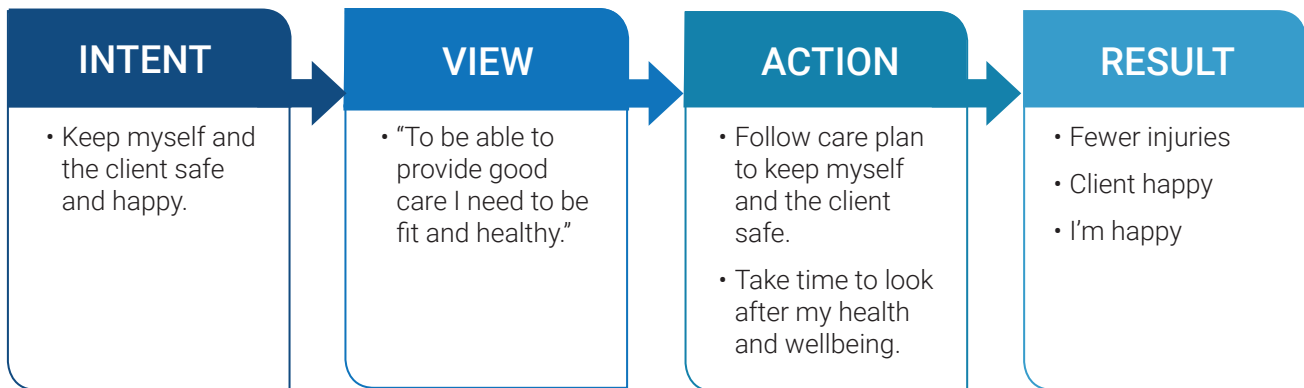 INTENT
• Keep myself and
the client safe
and happy.
VIEW
• “To be able to
provide good
care I need to be
fit and healthy.”
ACTION
• Follow care plan
to keep myself
and the client
safe.
• Take time to look
after my health
and wellbeing.
RESULT
• Fewer injuries
• Client happy
• I’m happy